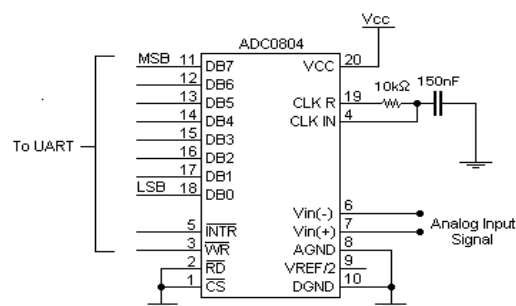 Vcc
ADC0804
MSB 11 DB7 VCC 20
12 DB6
10kΩ 150nF
13 DB5 CLK R 19
14 DB4 CLK IN 4
15 DB3
To UART
16 DB2
17 DB1
LSB 18 DB0
Vin(-) 6
5 INTR Vin(+) 7
Analog Input
Signal
3 WR AGND 8
2 RD VREF/2 9
1 CS DGND 10